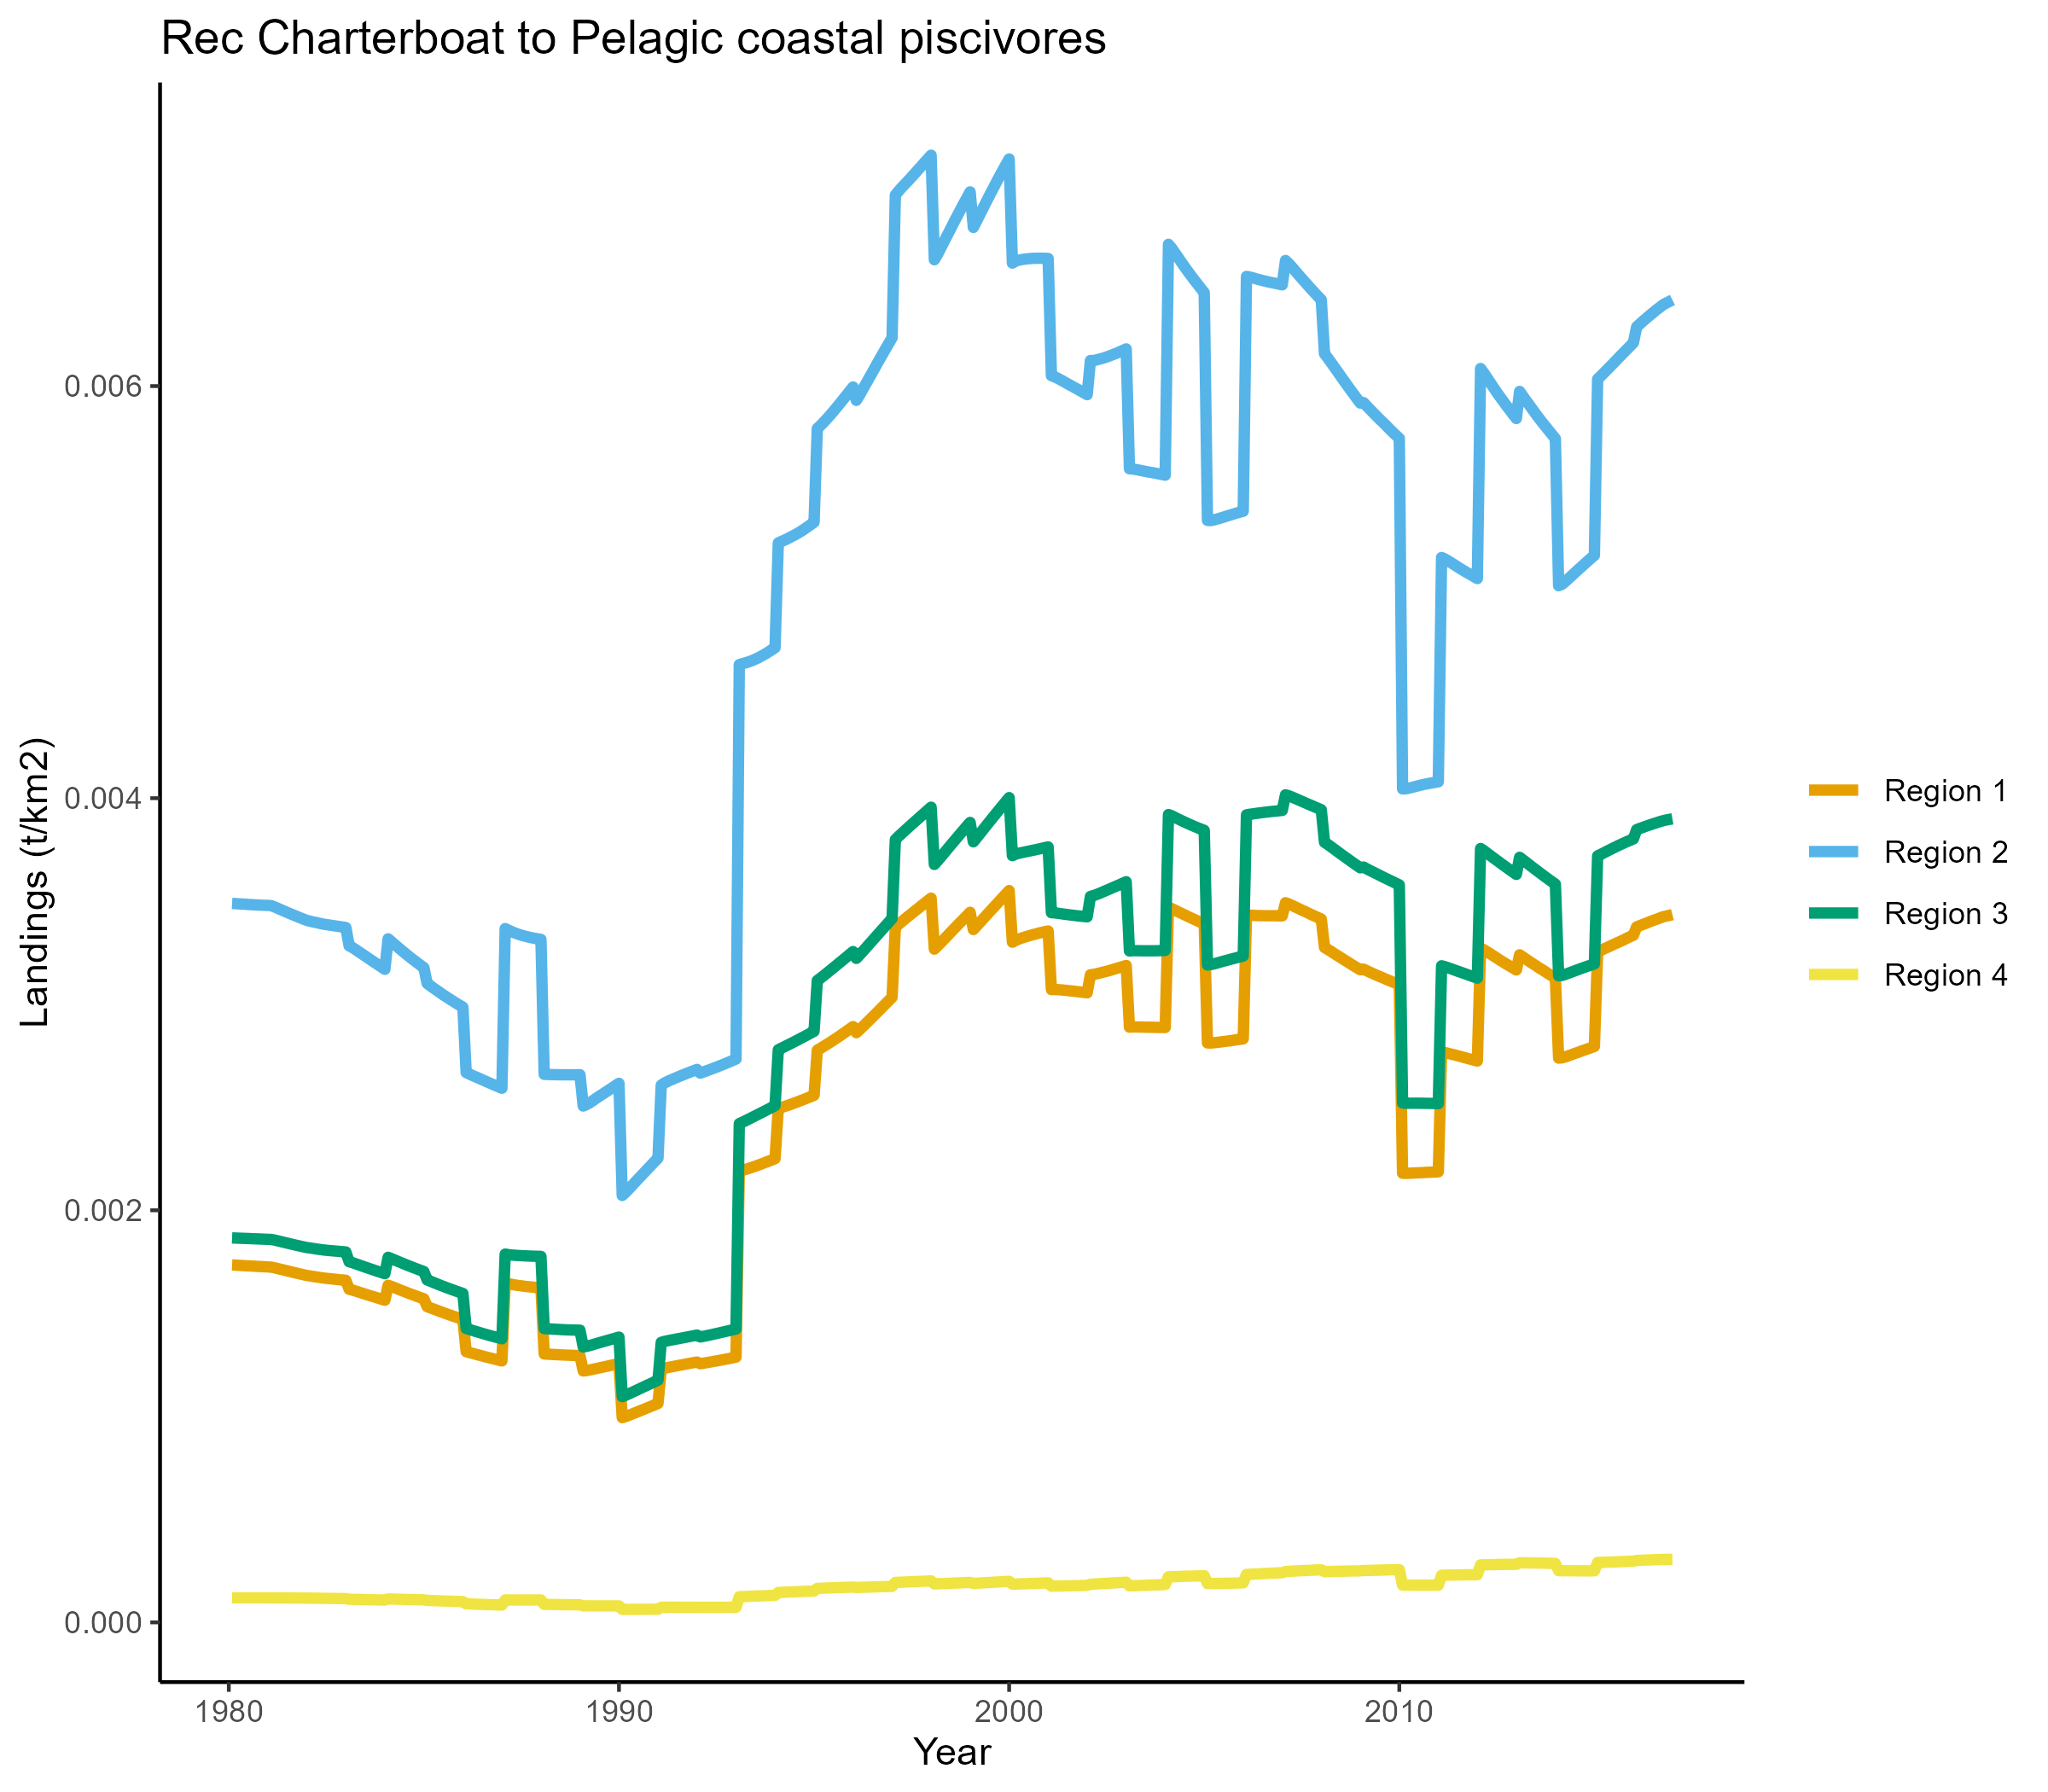 Rec Charterboat to Pelagic coastal piscivores
Landings (t/km2)
0.006
0.004
0.002
0.000
1980 1990 2000 2010
Year
Region 1
Region 2
Region 3
Region 4